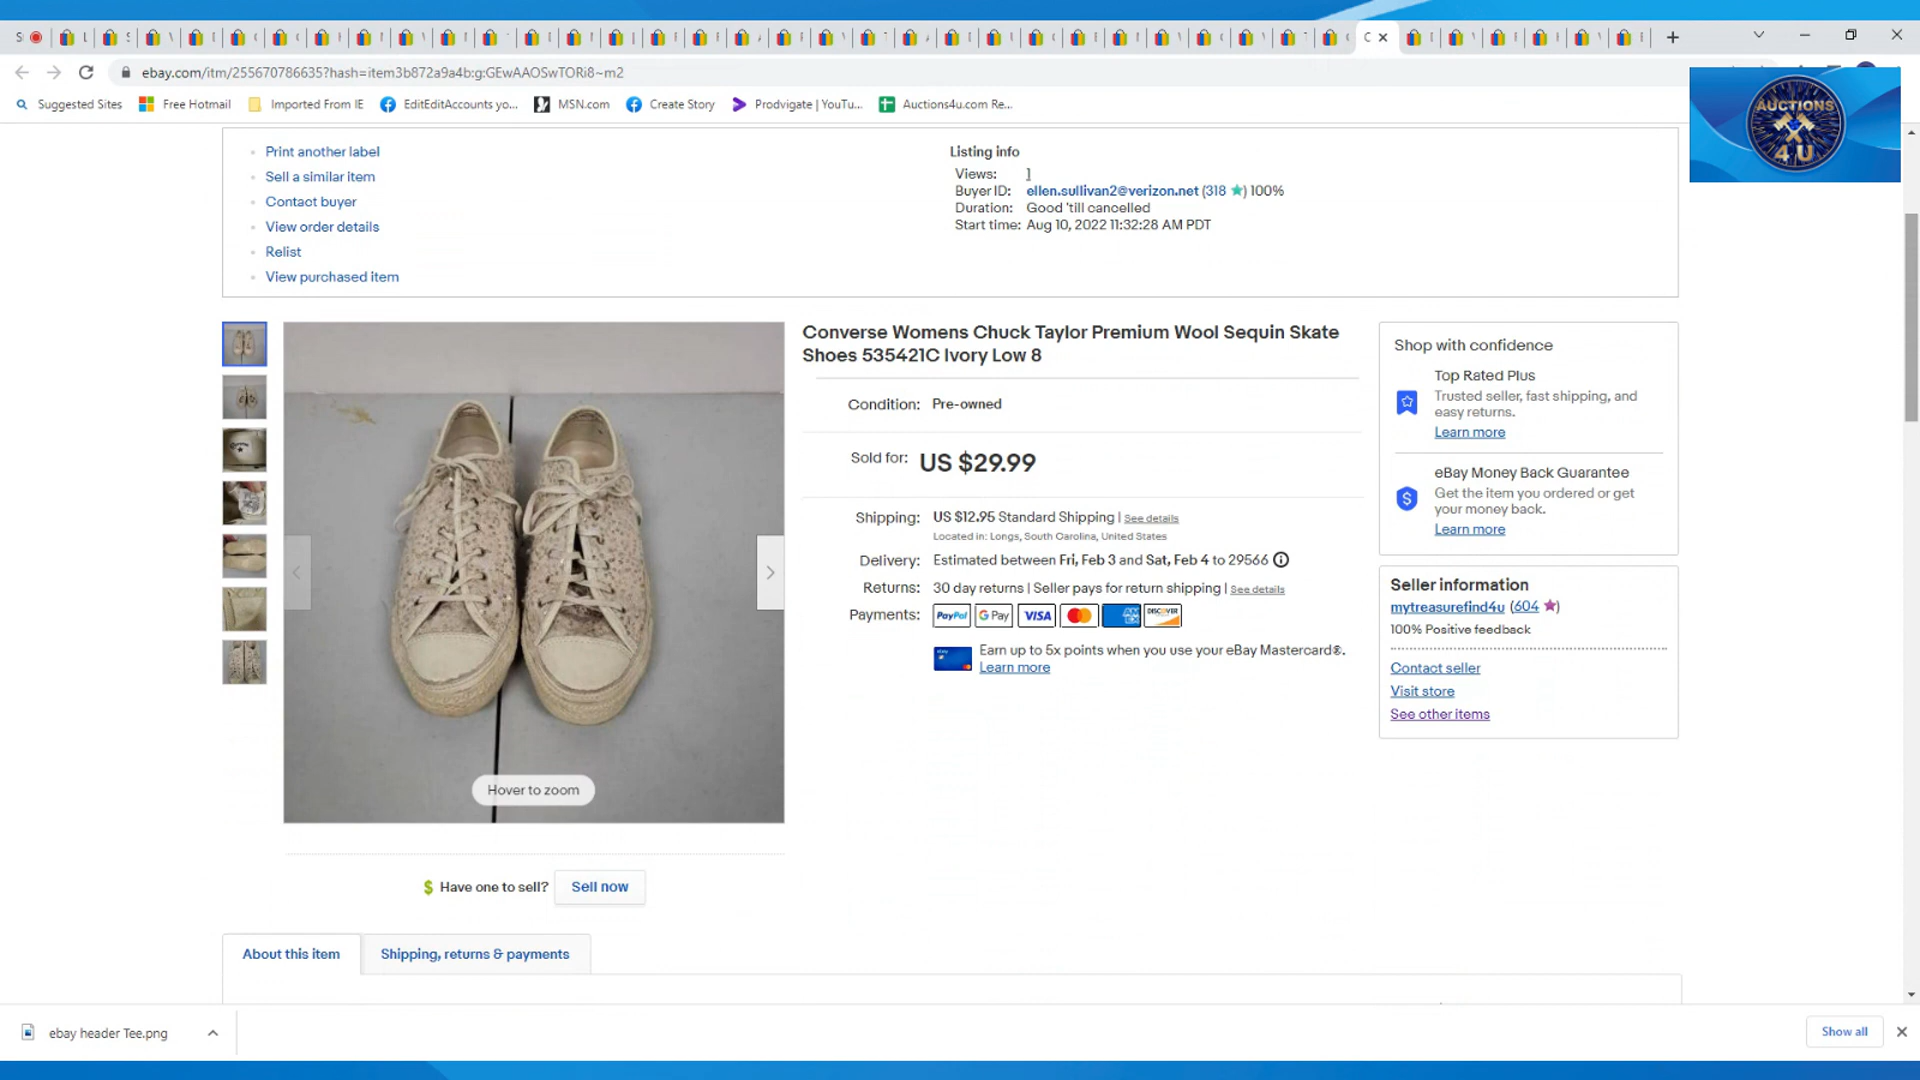 ebay.com/itm/255670786635?hash=item3b872a9a4b:g:GEwAAOSwTORi8~m2
Suggested Sites
Free Hotmail
Imported From IE
EditEditAccounts yo...
MSN.com
Create Story
Prodvigate | YouTu...
Auctions4u.com Re...
AUCTIONS
4 U
Print another label
Sell a similar item
Contact buyer
View order details
Relist
View purchased item
Listing info
Views: 1
Buyer ID: ellen.sullivan2@verizon.net (318 ★) 100%
Duration: Good 'till cancelled
Start time: Aug 10, 2022 11:32:28 AM PDT
Converse Womens Chuck Taylor Premium Wool Sequin Skate
Shoes 535421C Ivory Low 8
Condition: Pre-owned
Sold for: US $29.99
Shipping: US $12.95 Standard Shipping | See details
Located in: Longs, South Carolina, United States
Delivery: Estimated between Fri, Feb 3 and Sat, Feb 4 to 29566
Returns: 30 day returns | Seller pays for return shipping | See details
Payments: PayPal G Pay VISA AM EX DISCOVER
Earn up to 5x points when you use your eBay Mastercard®.
Learn more
Shop with confidence
Top Rated Plus
Trusted seller, fast shipping, and
easy returns.
Learn more
eBay Money Back Guarantee
Get the item you ordered or get
your money back.
Learn more
Seller information
mytreasurefind4u (604 ★)
100% Positive feedback
Contact seller
Visit store
See other items
Hover to zoom
$ Have one to sell? Sell now
About this item
Shipping, returns & payments
ebay header Tee.png
Show all